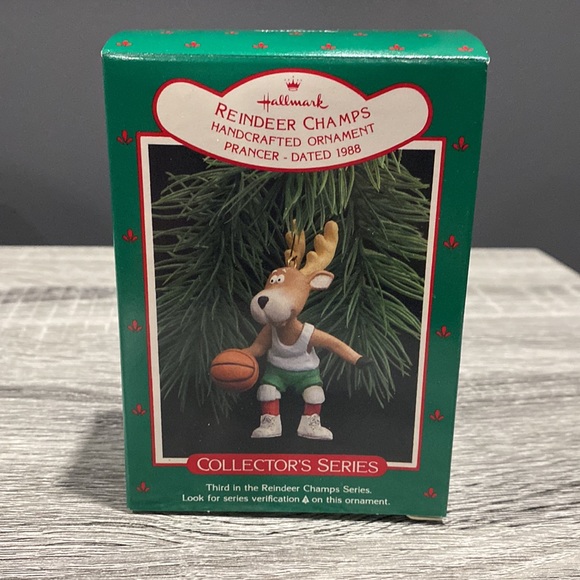 Hallmark
REINDEER CHAMPS
HANDCRAFTED ORNAMENT
PRANCER - DATED 1988
COLLECTOR'S SERIES
Third in the Reindeer Champs Series.
Look for series verification on this ornament.